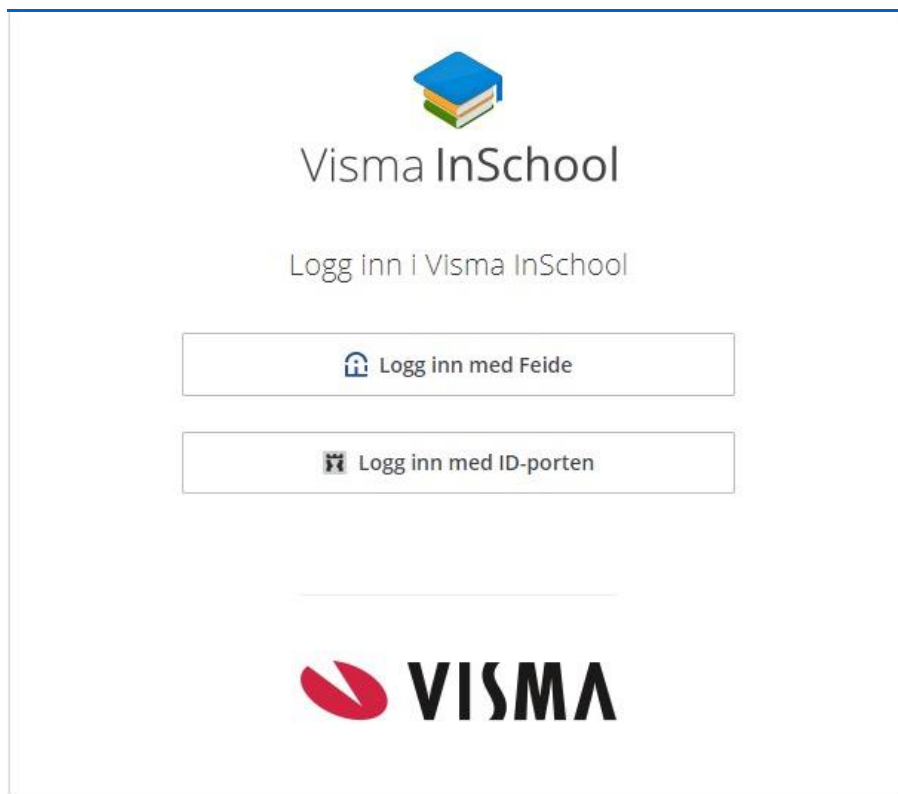 Visma InSchool
Logg inn i Visma InSchool
Logg inn med Feide
Logg inn med ID-porten
VISMA